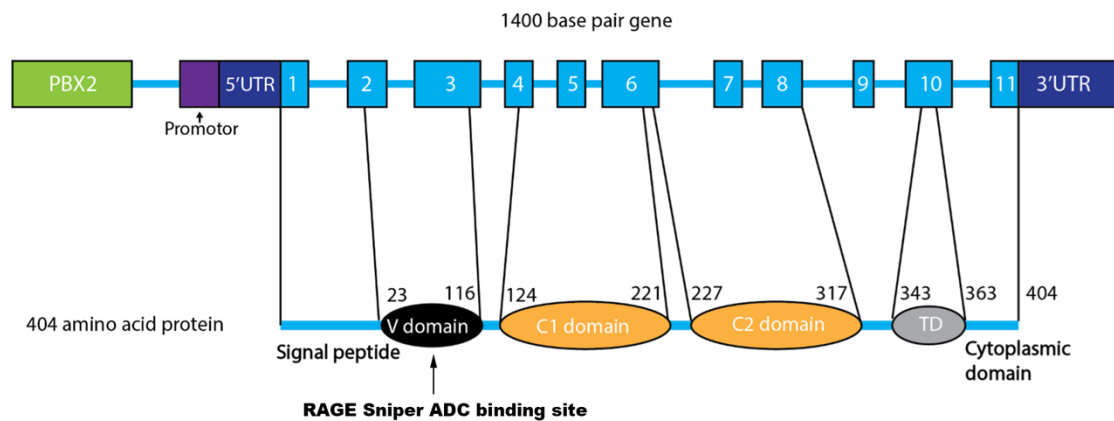 1400 base pair gene
PBX2
5'UTR 1 2 3 4 5 6 7 8 9 10 11 3'UTR
Promotor
23 116 124 221 227 317 343 363 404
404 amino acid protein
V domain C1 domain C2 domain TD
Signal peptide
Cytoplasmic
domain
RAGE Sniper ADC binding site